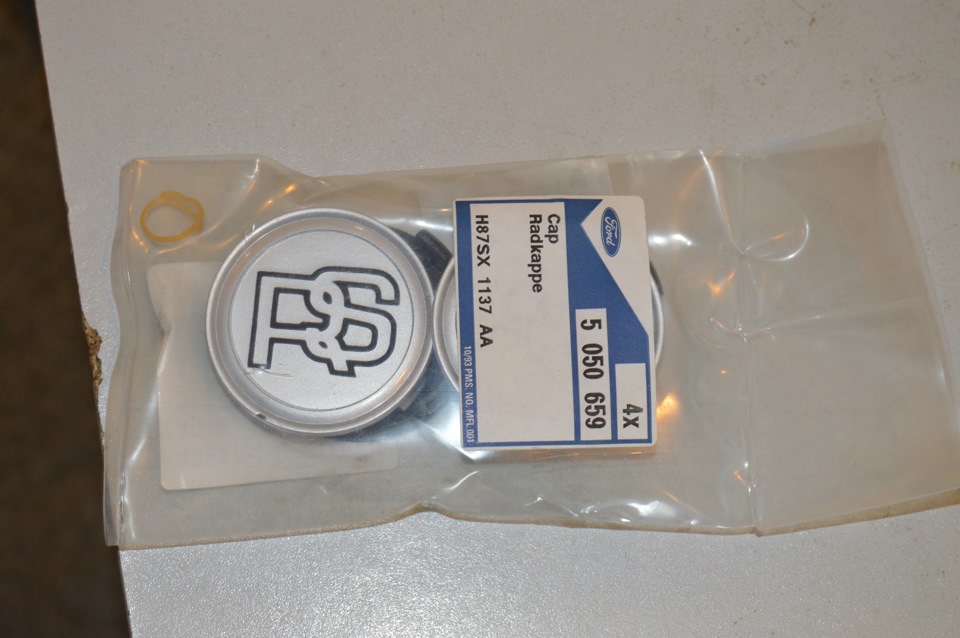 RS
Ford
4x
5 050 659
Cap
Radkappe
H87SX 1137 AA
10/93 PMS. NO. MFL 001